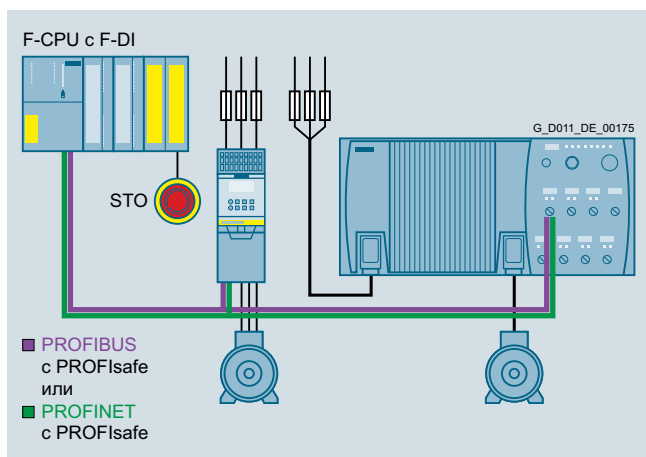 F-CPU с F-DI
G_D011_DE_00175
STO
PROFIBUS
с PROFIsafe
или
PROFINET
с PROFIsafe